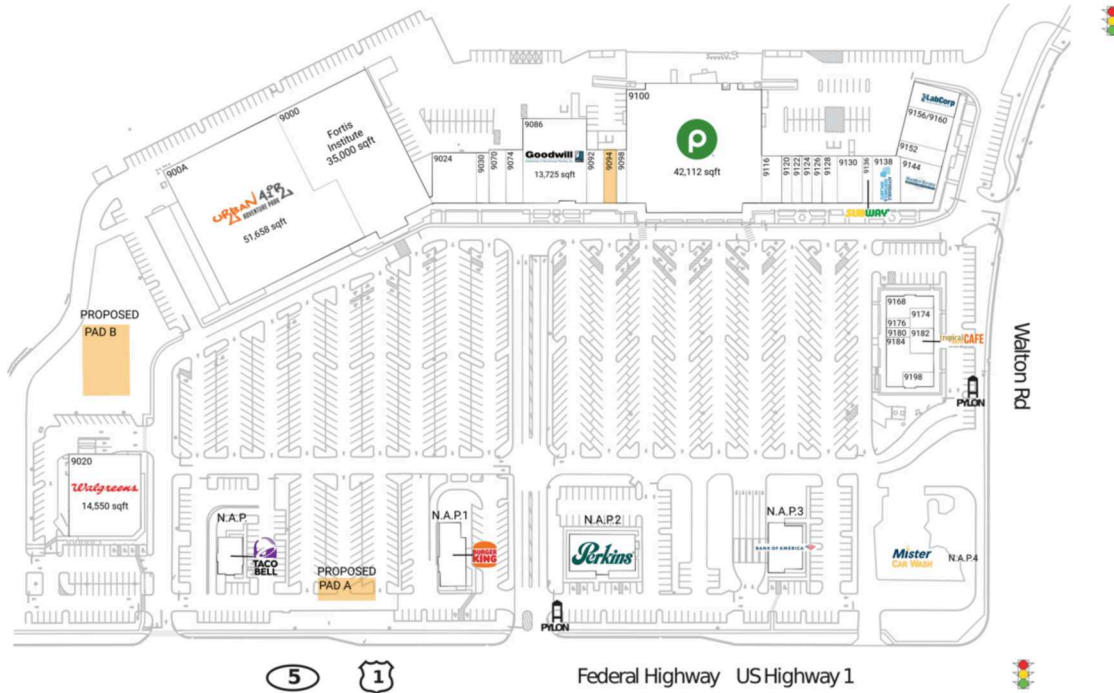 9100
LabCorp
9156/9160
9152
9144
9000
Fortis
Institute
35,000 sqft
900A
URBAN AIR
ADVENTURE PARK
51,658 sqft
9024
9030
9070
9074
9086
Goodwill
13,725 sqft
9092
9094
9098
P
42,112 sqft
9116
9120
9122
9124
9126
9128
9130
9136
9138
SUBWAY
PROPOSED
PAD B
9168
9174
9176
9180
9182
9184
9198
tropical CAFE
PYLON
Walton Rd
9020
Walgreens
14,550 sqft
N.A.P.
TACO
BELL
PROPOSED
PAD A
N.A.P.1
BURGER
KING
N.A.P.2
Perkins
N.A.P.3
BANK OF AMERICA
Mister
CAR WASH
N.A.P.4
PYLON
5
1
Federal Highway US Highway 1